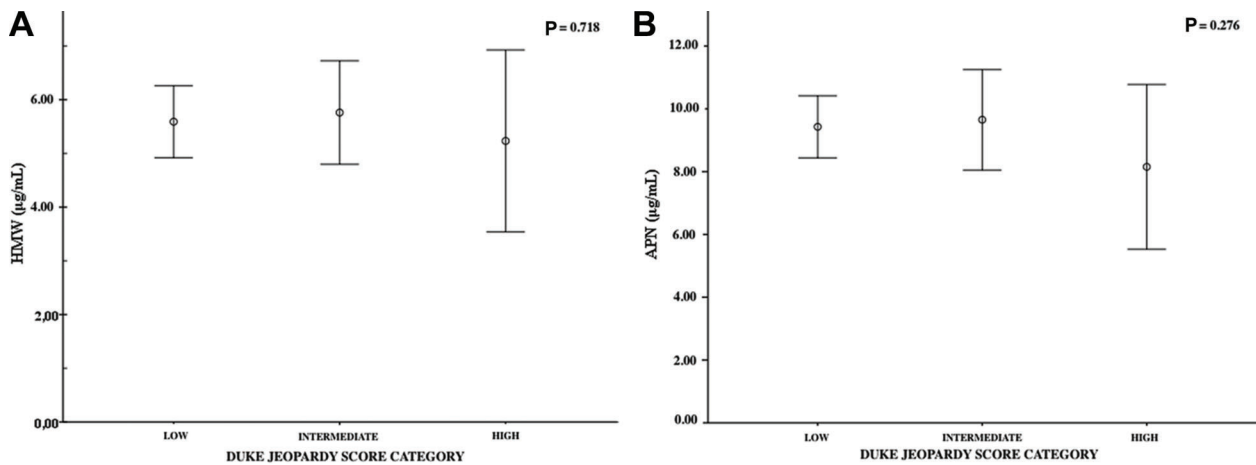 A
P = 0.718
HMW (µg/mL)
6.00
4.00
2,00
0,00
LOW INTERMEDIATE HIGH
DUKE JEOPARDY SCORE CATEGORY
B
P = 0.276
APN (µg/mL)
12.00
10.00
8.00
6.00
4.00
2.00
0.00
LOW INTERMEDIATE HIGH
DUKE JEOPARDY SCORE CATEGORY